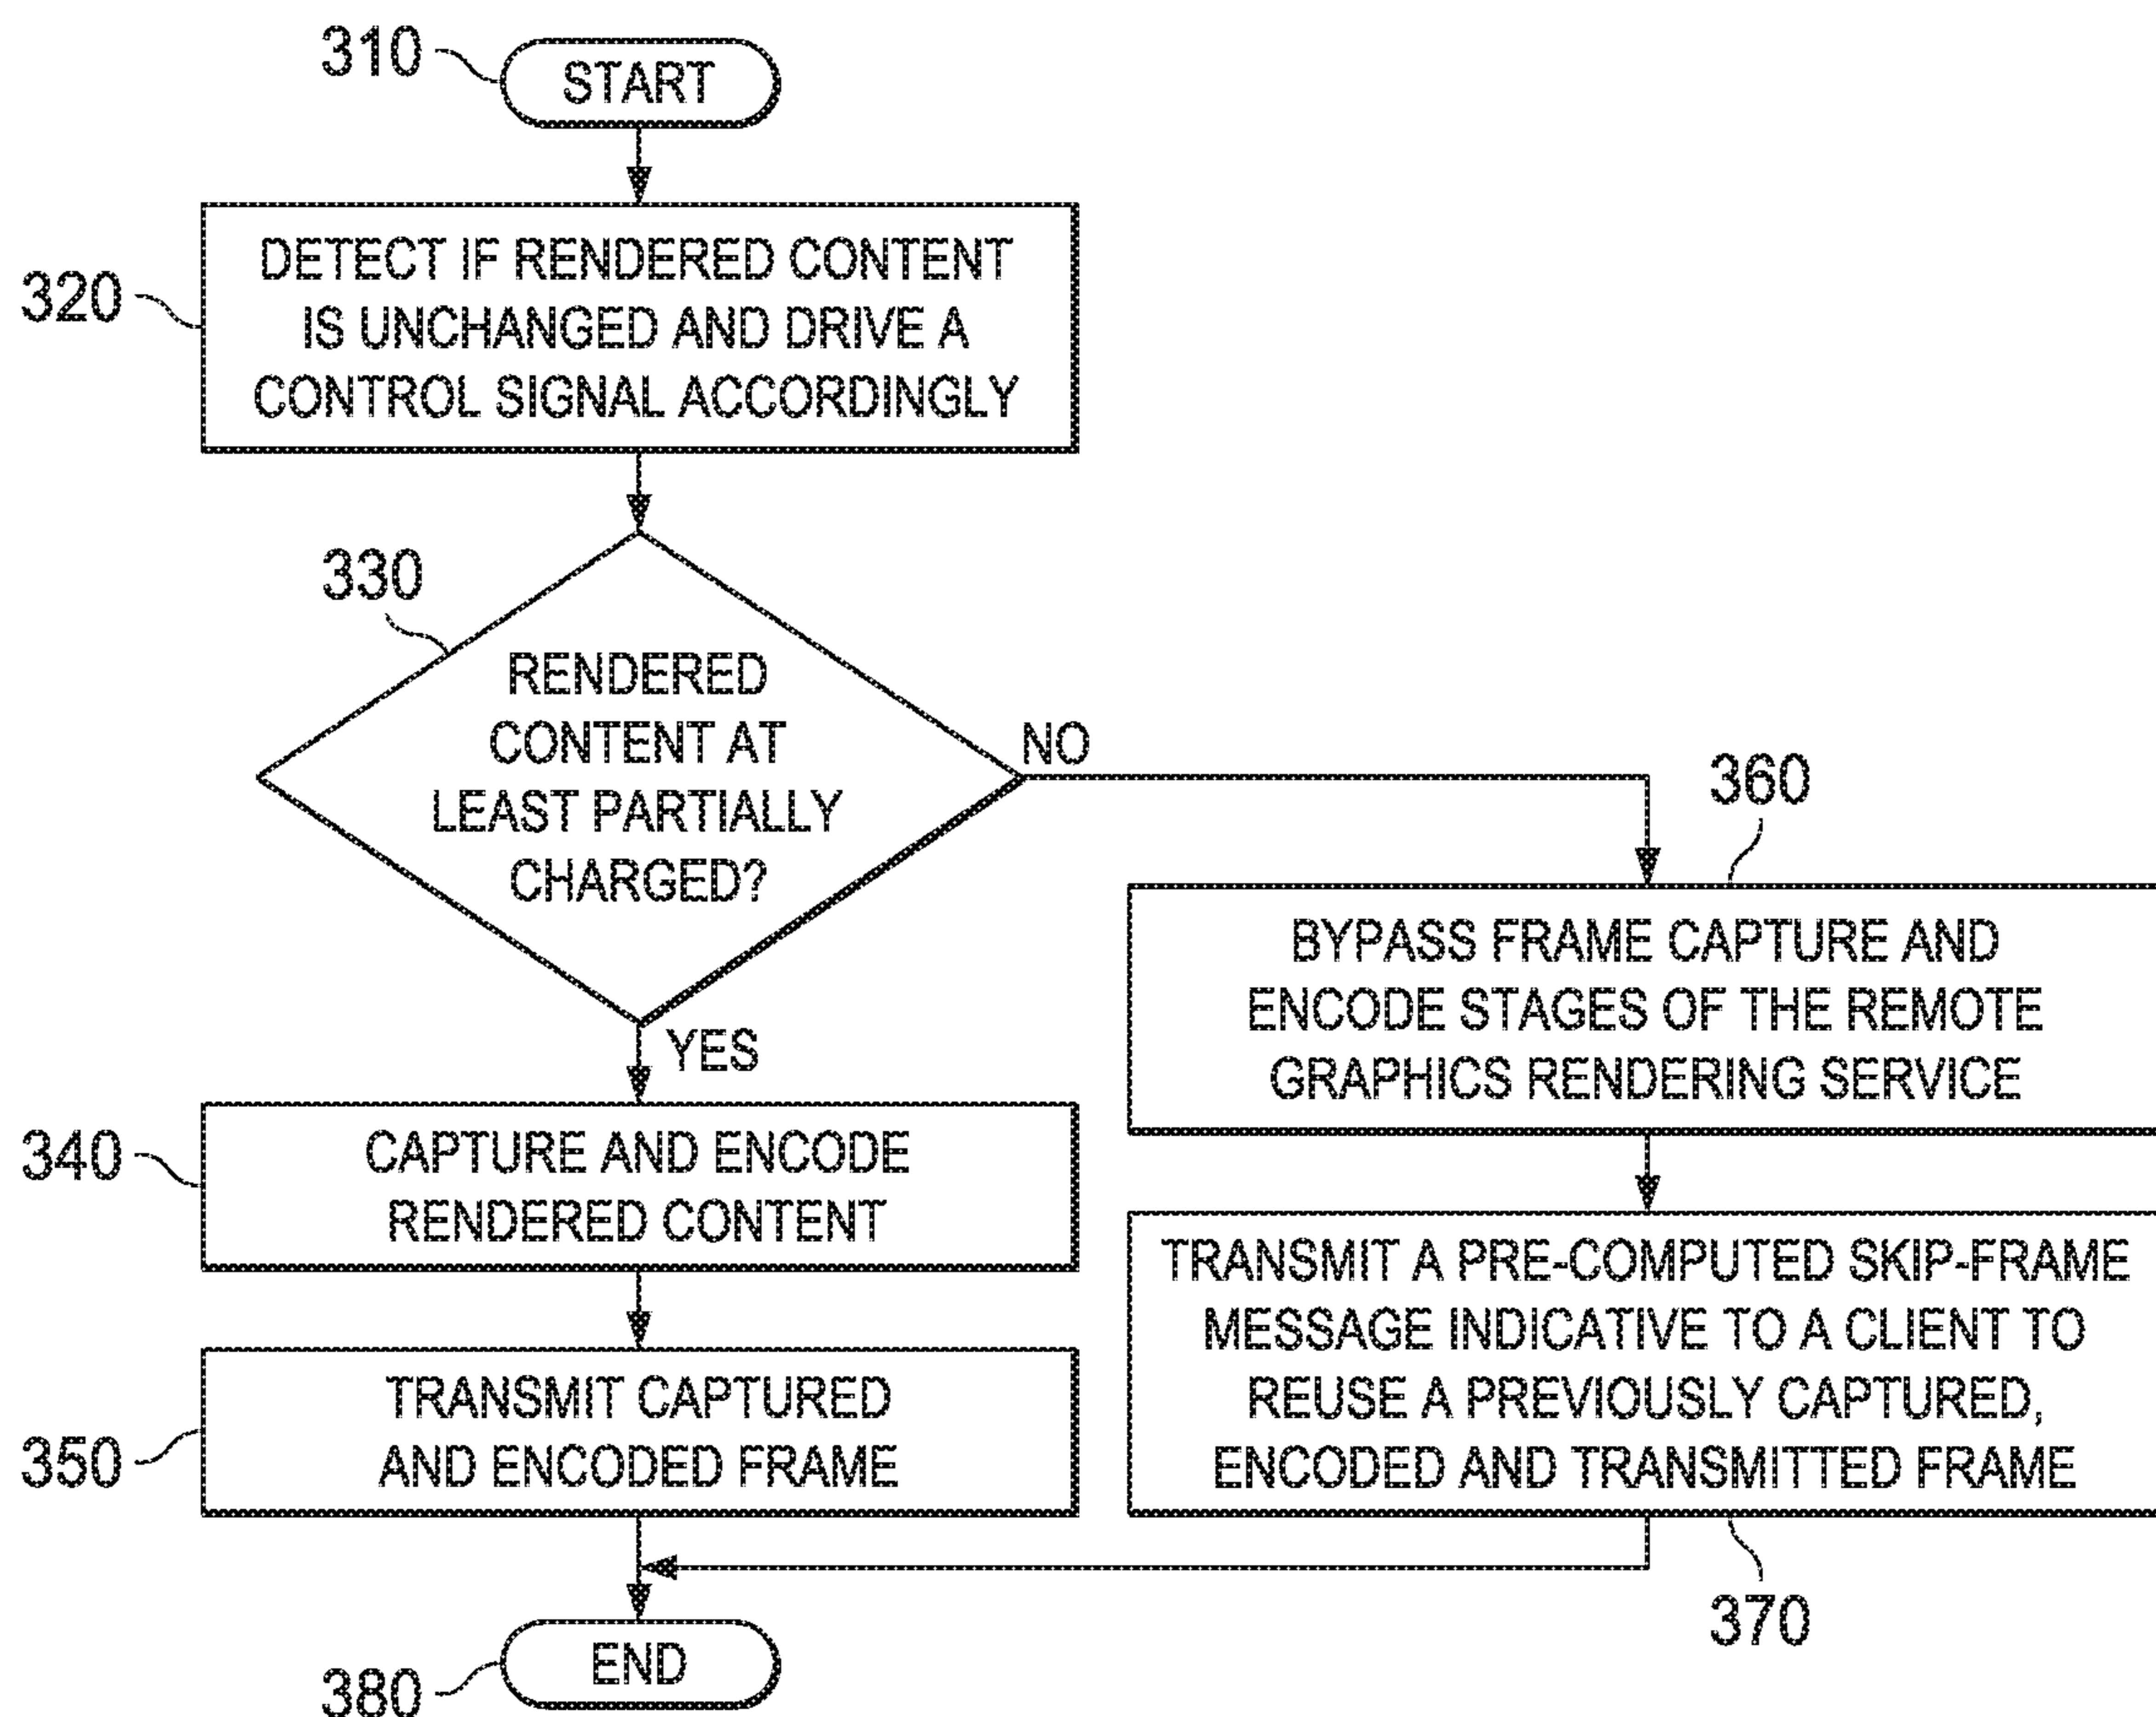 310
START
320
DETECT IF RENDERED CONTENT
IS UNCHANGED AND DRIVE A
CONTROL SIGNAL ACCORDINGLY
330
RENDERED
CONTENT AT
LEAST PARTIALLY
CHARGED?
NO
YES
340
CAPTURE AND ENCODE
RENDERED CONTENT
350
TRANSMIT CAPTURED
AND ENCODED FRAME
360
BYPASS FRAME CAPTURE AND
ENCODE STAGES OF THE REMOTE
GRAPHICS RENDERING SERVICE
TRANSMIT A PRE-COMPUTED SKIP-FRAME
MESSAGE INDICATIVE TO A CLIENT TO
REUSE A PREVIOUSLY CAPTURED,
ENCODED AND TRANSMITTED FRAME
370
END
380